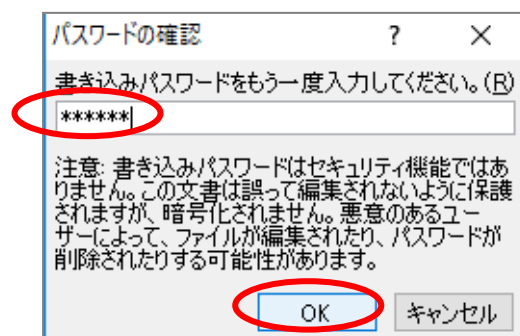 パスワードの確認 ? ×
書き込みパスワードをもう一度入力してください。(R)
******
注意: 書き込みパスワードはセキュリティ機能ではあ
りません。この文書は誤って編集されないように保護
されますが、暗号化されません。悪意のあるユー
ザーによって、ファイルが編集されたり、パスワードが
削除されたりする可能性があります。
OK キャンセル